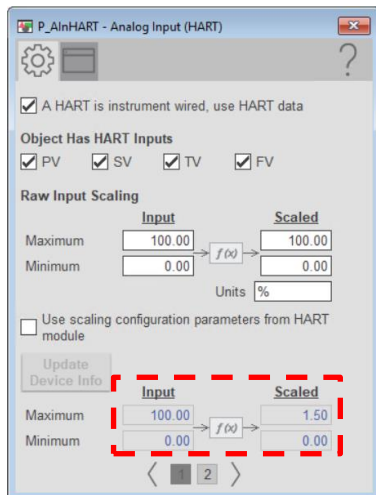 P_AInHART - Analog Input (HART)
?
A HART is instrument wired, use HART data
Object Has HART Inputs
PV SV TV FV
Raw Input Scaling
Input Scaled
Maximum 100.00 f(x) 100.00
Minimum 0.00 0.00
Units %
Use scaling configuration parameters from HART
module
Update
Device Info
Input Scaled
Maximum 100.00 f(x) 1.50
Minimum 0.00 0.00
1 2